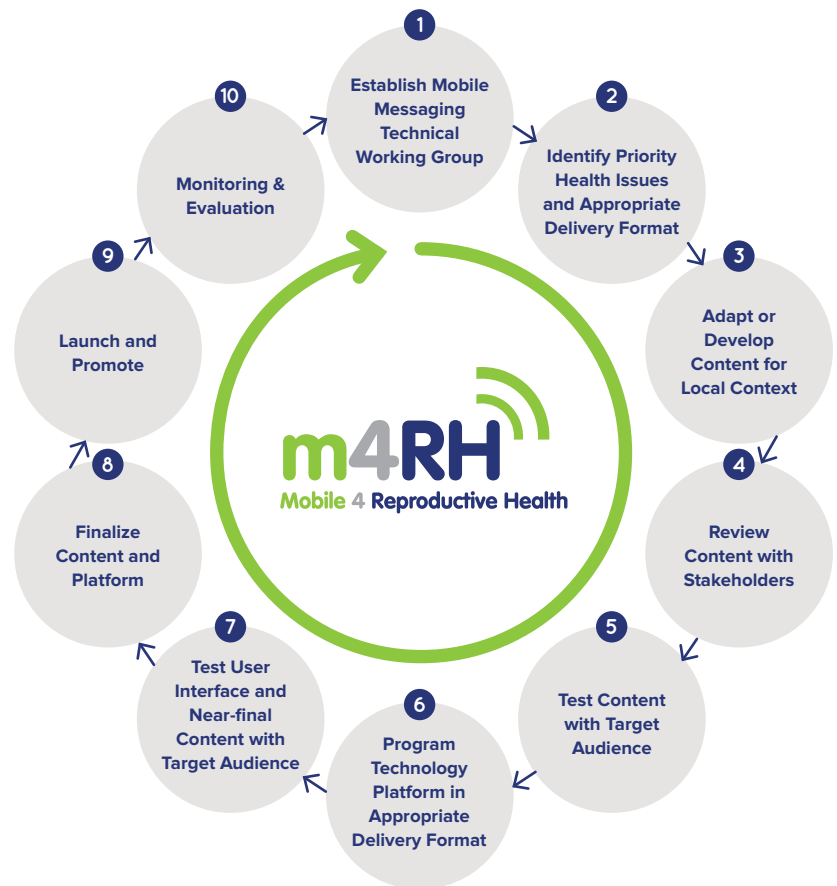 1
Establish Mobile
Messaging
Technical
Working Group
2
Identify Priority
Health Issues
and Appropriate
Delivery Format
3
Adapt or
Develop
Content for
Local Context
4
Review
Content with
Stakeholders
5
Test Content
with Target
Audience
6
Program
Technology
Platform in
Appropriate
Delivery Format
7
Test User
Interface and
Near-final
Content with
Target Audience
8
Finalize
Content and
Platform
9
Launch and
Promote
10
Monitoring &
Evaluation
m4RH
Mobile 4 Reproductive Health